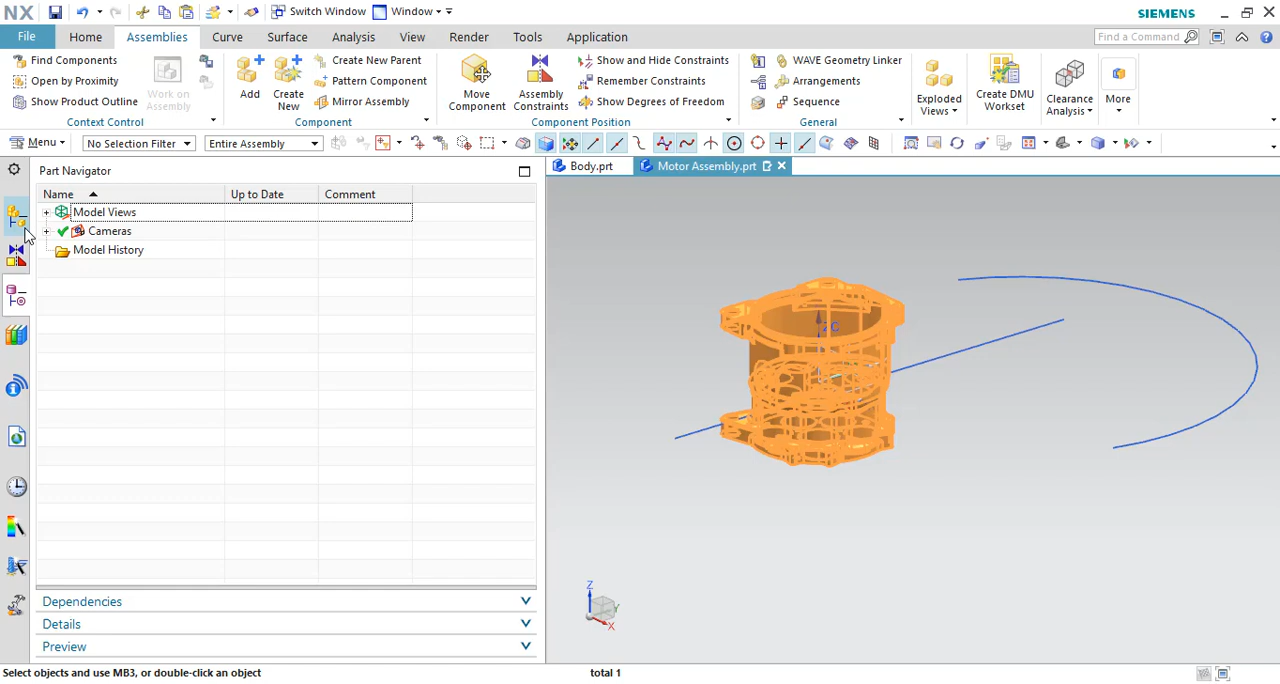 NX Switch Window Window SIEMENS
File Home Assemblies Curve Surface Analysis View Render Tools Application Find a Command
Find Components
Open by Proximity
Show Product Outline
Work on Assembly
Context Control
Add
Create New
Create New Parent
Pattern Component
Mirror Assembly
Component
Move Component
Assembly Constraints
Show and Hide Constraints
Remember Constraints
Show Degrees of Freedom
Component Position
WAVE Geometry Linker
Arrangements
Sequence
General
Exploded Views
Create DMU Workset
Clearance Analysis
More
Menu No Selection Filter Entire Assembly
Part Navigator
Body.prt Motor Assembly.prt
Name Up to Date Comment
Model Views
Cameras
Model History
ZC
Z
Y
X
Dependencies
Details
Preview
Select objects and use MB3, or double-click an object total 1